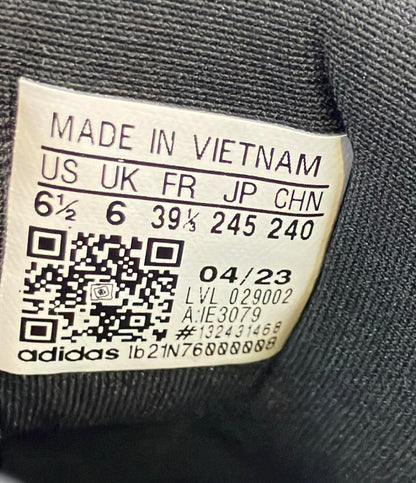 MADE IN VIETNAM
US UK FR JP CHN
6½ 6 39⅓ 245 240
04/23
LVL 029002
A:IE3079
#132431468
adidas 1b21N76000008